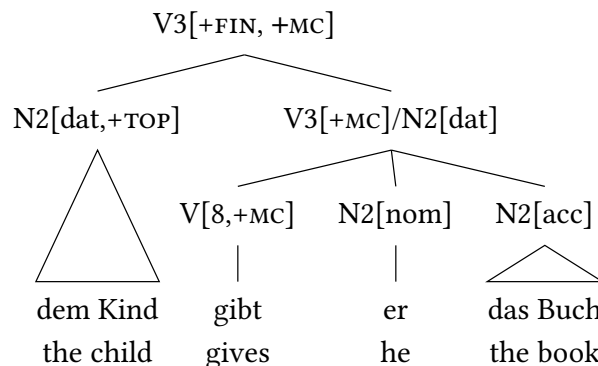 V3[+FIN, +MC]
N2[dat,+TOP] V3[+MC]/N2[dat]
V[8,+MC] N2[nom] N2[acc]
dem Kind gibt er das Buch
the child gives he the book